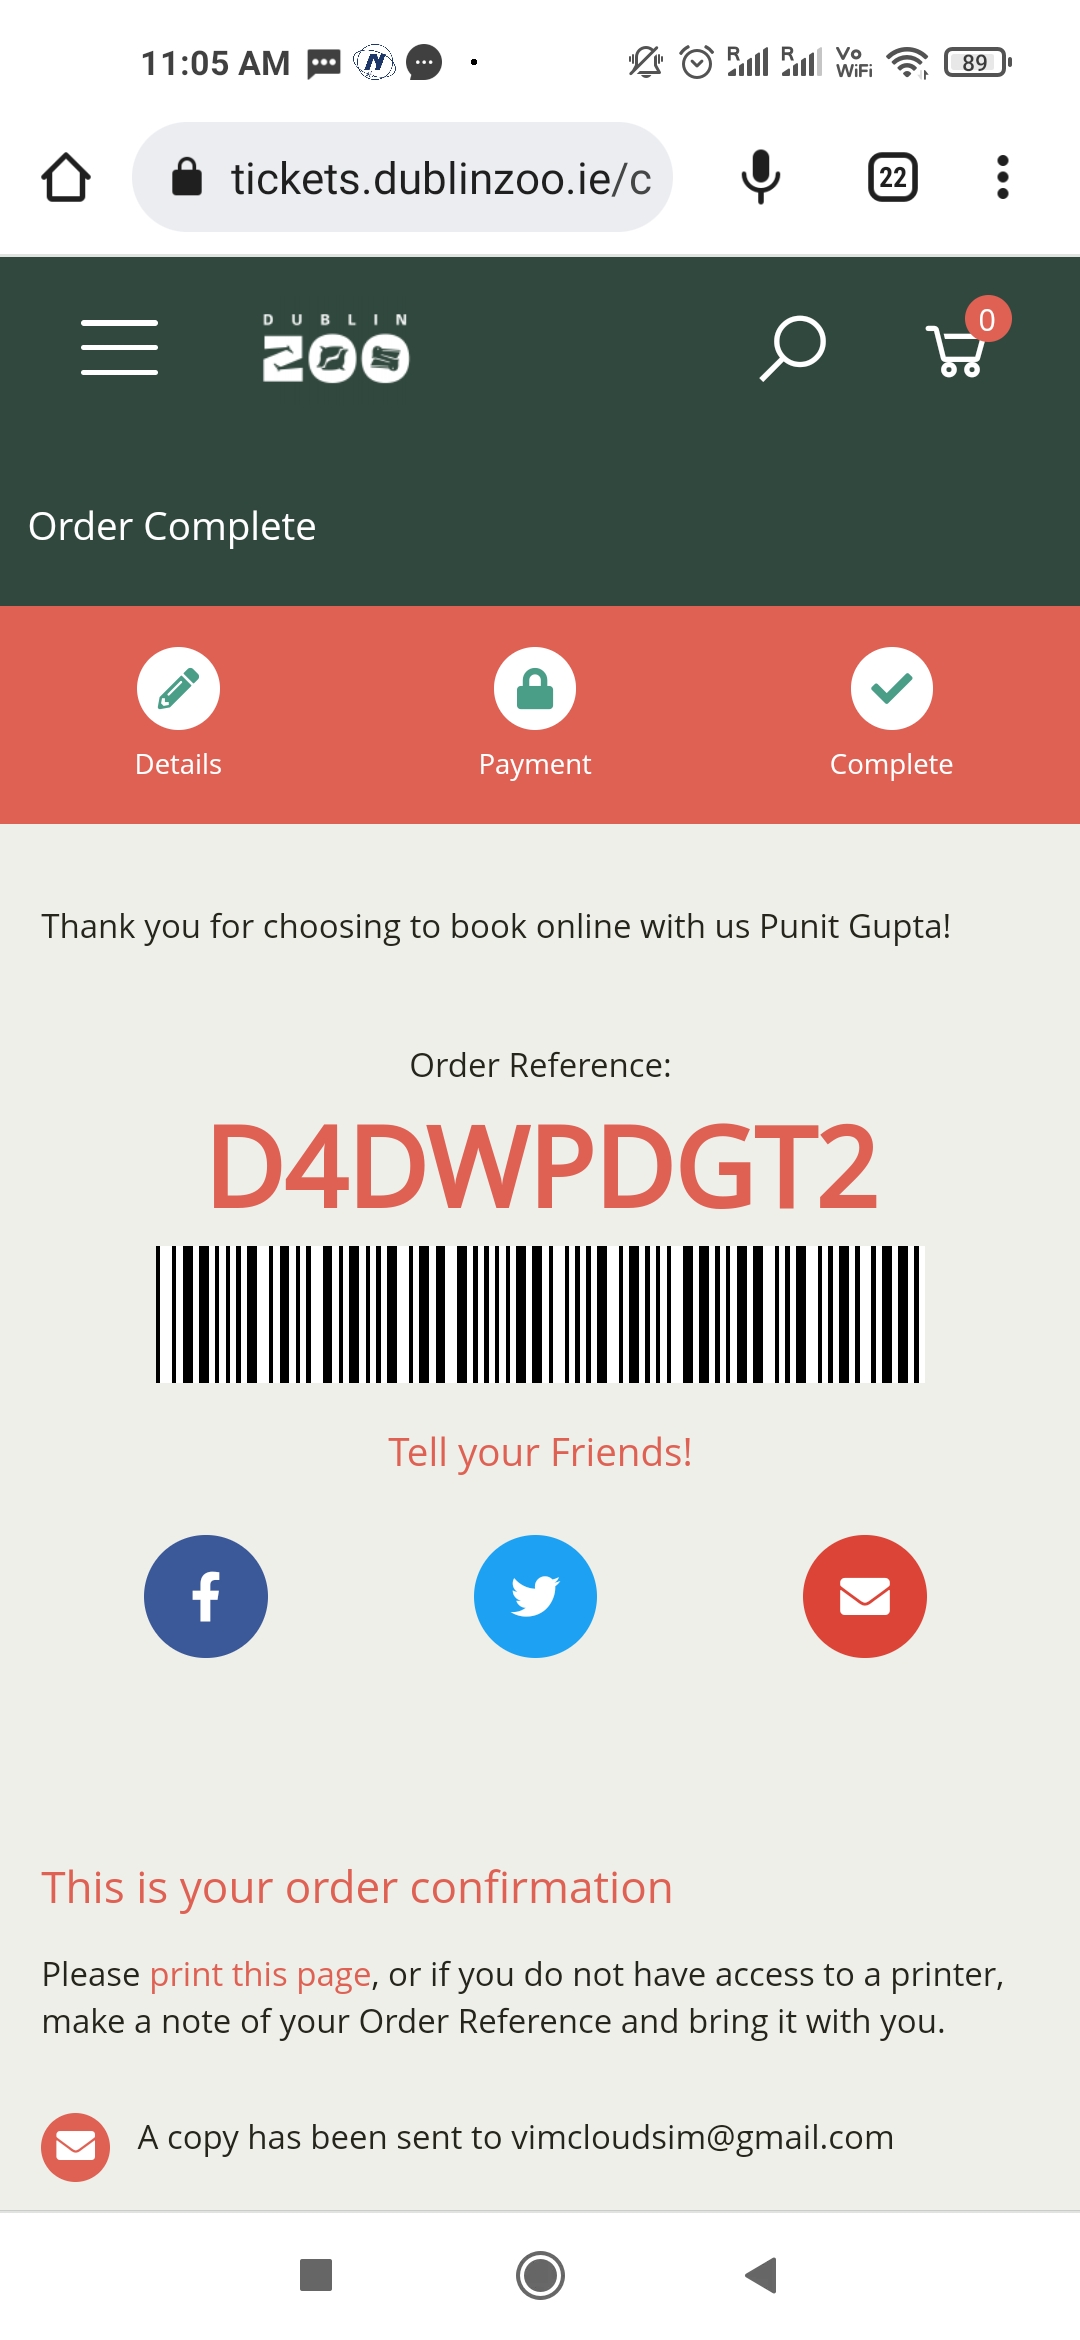 11:05 AM
R
R
Vo
WiFi
89
tickets.dublinzoo.ie/c
22
DUBLIN
ZOO
0
Order Complete
Details
Payment
Complete
Thank you for choosing to book online with us Punit Gupta!
Order Reference:
D4DWPDGT2
Tell your Friends!
This is your order confirmation
Please print this page, or if you do not have access to a printer,
make a note of your Order Reference and bring it with you.
A copy has been sent to vimcloudsim@gmail.com